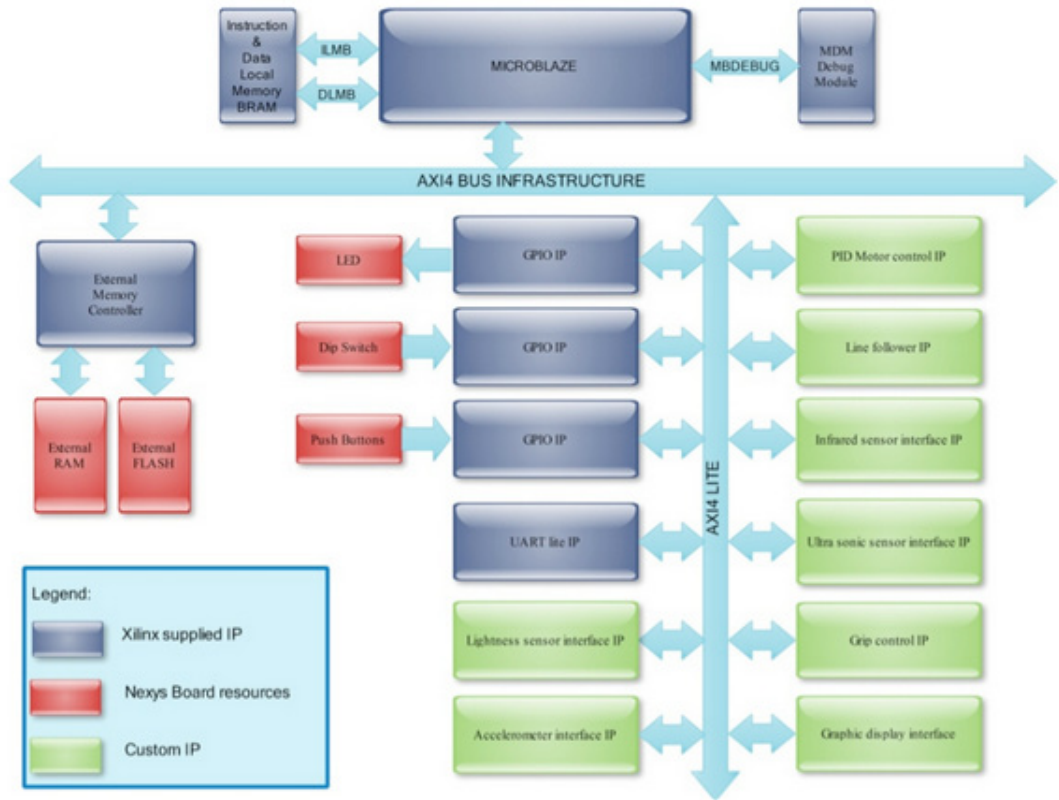 Instruction
&
Data
Local
Memory
BRAM
ILMB
DLMB
MICROBLAZE
MBDEBUG
MDM
Debug
Module
AXI4 BUS INFRASTRUCTURE
External
Memory
Controller
External
RAM
External
FLASH
LED
GPIO IP
PID Motor control IP
Dip Switch
GPIO IP
Line follower IP
Push Buttons
GPIO IP
Infrared sensor interface IP
AXI4 LITE
UART lite IP
Ultra sonic sensor interface IP
Lightness sensor interface IP
Grip control IP
Accelerometer interface IP
Graphic display interface
Legend:
Xilinx supplied IP
Nexys Board resources
Custom IP